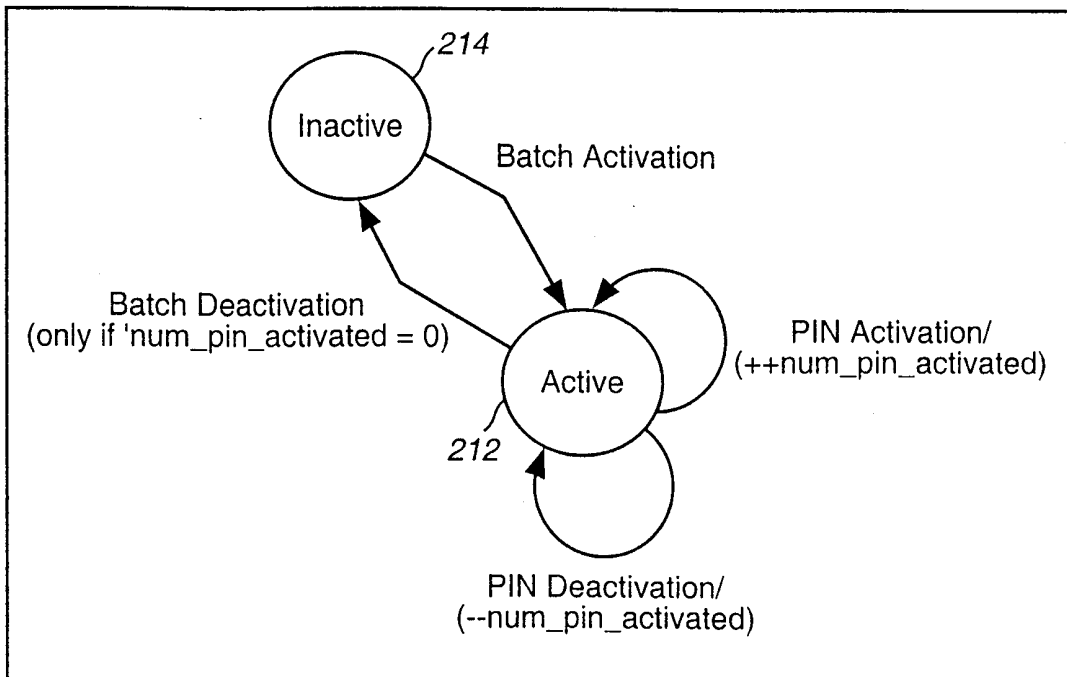 214
Inactive
Batch Activation
Batch Deactivation
(only if 'num_pin_activated = 0)
PIN Activation/
(++num_pin_activated)
Active
212
PIN Deactivation/
(--num_pin_activated)